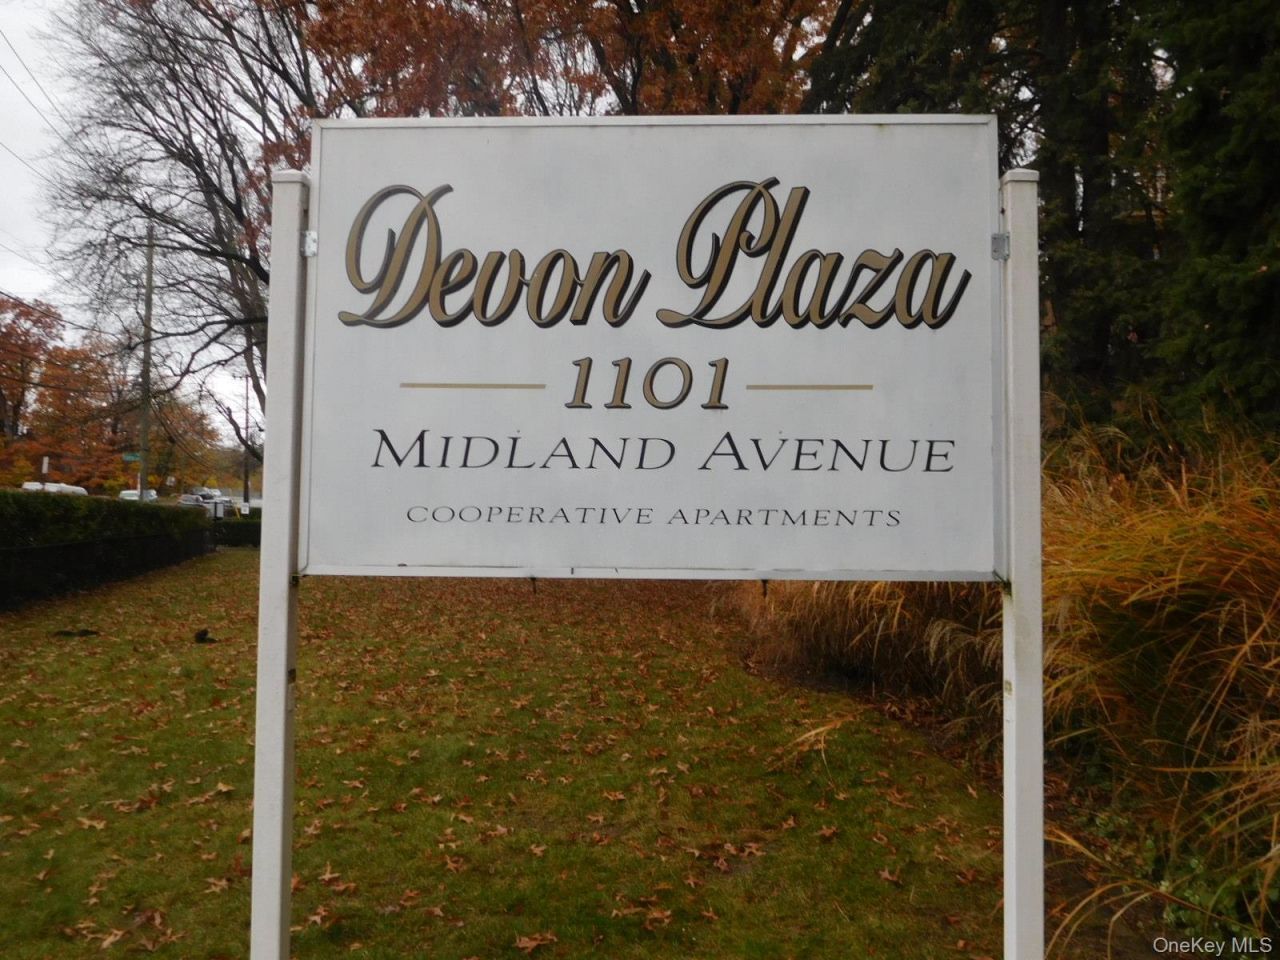 Devon Plaza
1101
Midland Avenue
Cooperative Apartments
OneKey MLS